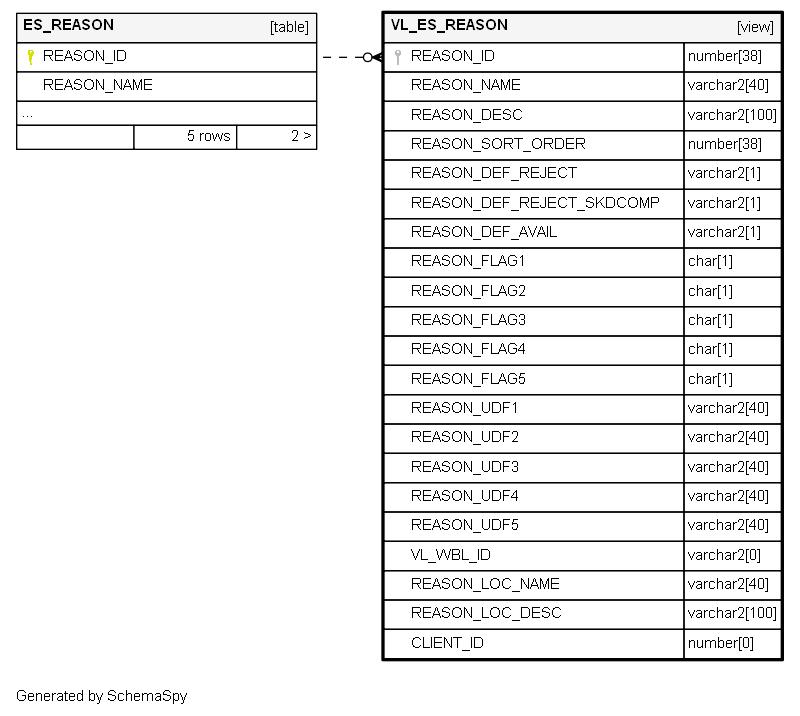 ES_REASON [table]
REASON_ID
REASON_NAME
...
5 rows 2 >
VL_ES_REASON [view]
REASON_ID number[38]
REASON_NAME varchar2[40]
REASON_DESC varchar2[100]
REASON_SORT_ORDER number[38]
REASON_DEF_REJECT varchar2[1]
REASON_DEF_REJECT_SKDCOMP varchar2[1]
REASON_DEF_AVAIL varchar2[1]
REASON_FLAG1 char[1]
REASON_FLAG2 char[1]
REASON_FLAG3 char[1]
REASON_FLAG4 char[1]
REASON_FLAG5 char[1]
REASON_UDF1 varchar2[40]
REASON_UDF2 varchar2[40]
REASON_UDF3 varchar2[40]
REASON_UDF4 varchar2[40]
REASON_UDF5 varchar2[40]
VL_WBL_ID varchar2[0]
REASON_LOC_NAME varchar2[40]
REASON_LOC_DESC varchar2[100]
CLIENT_ID number[0]
Generated by SchemaSpy